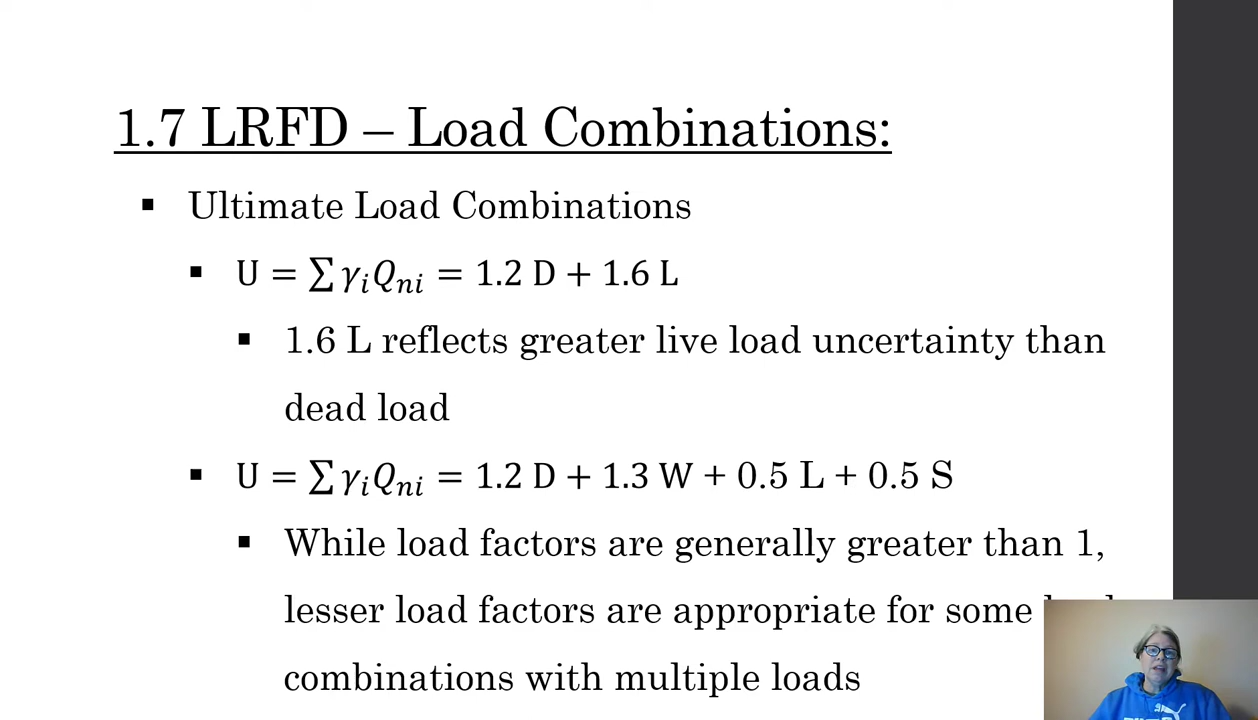 1.7 LRFD – Load Combinations:
▪ Ultimate Load Combinations
▪ U = ∑ γᵢQₙᵢ = 1.2 D + 1.6 L
▪ 1.6 L reflects greater live load uncertainty than
dead load
▪ U = ∑ γᵢQₙᵢ = 1.2 D + 1.3 W + 0.5 L + 0.5 S
▪ While load factors are generally greater than 1,
lesser load factors are appropriate for some
combinations with multiple loads